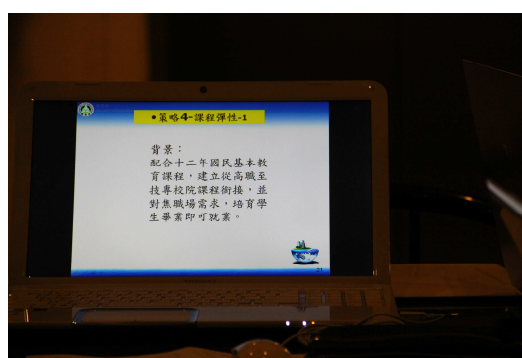 •策略4-課程彈性-1
背景：
配合十二年國民基本教
育課程，建立從高職至
技專校院課程銜接，並
對焦職場需求，培育學
生畢業即可就業。
21